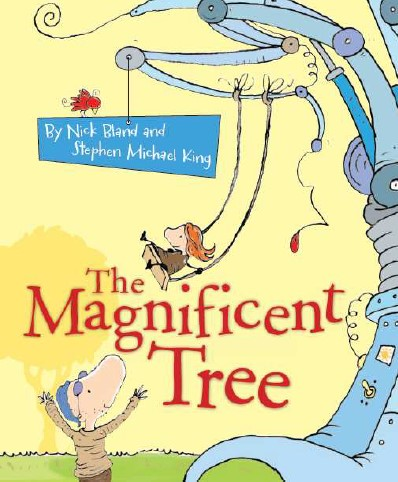 By Nick Bland and
Stephen Michael King
The
Magnificent
Tree